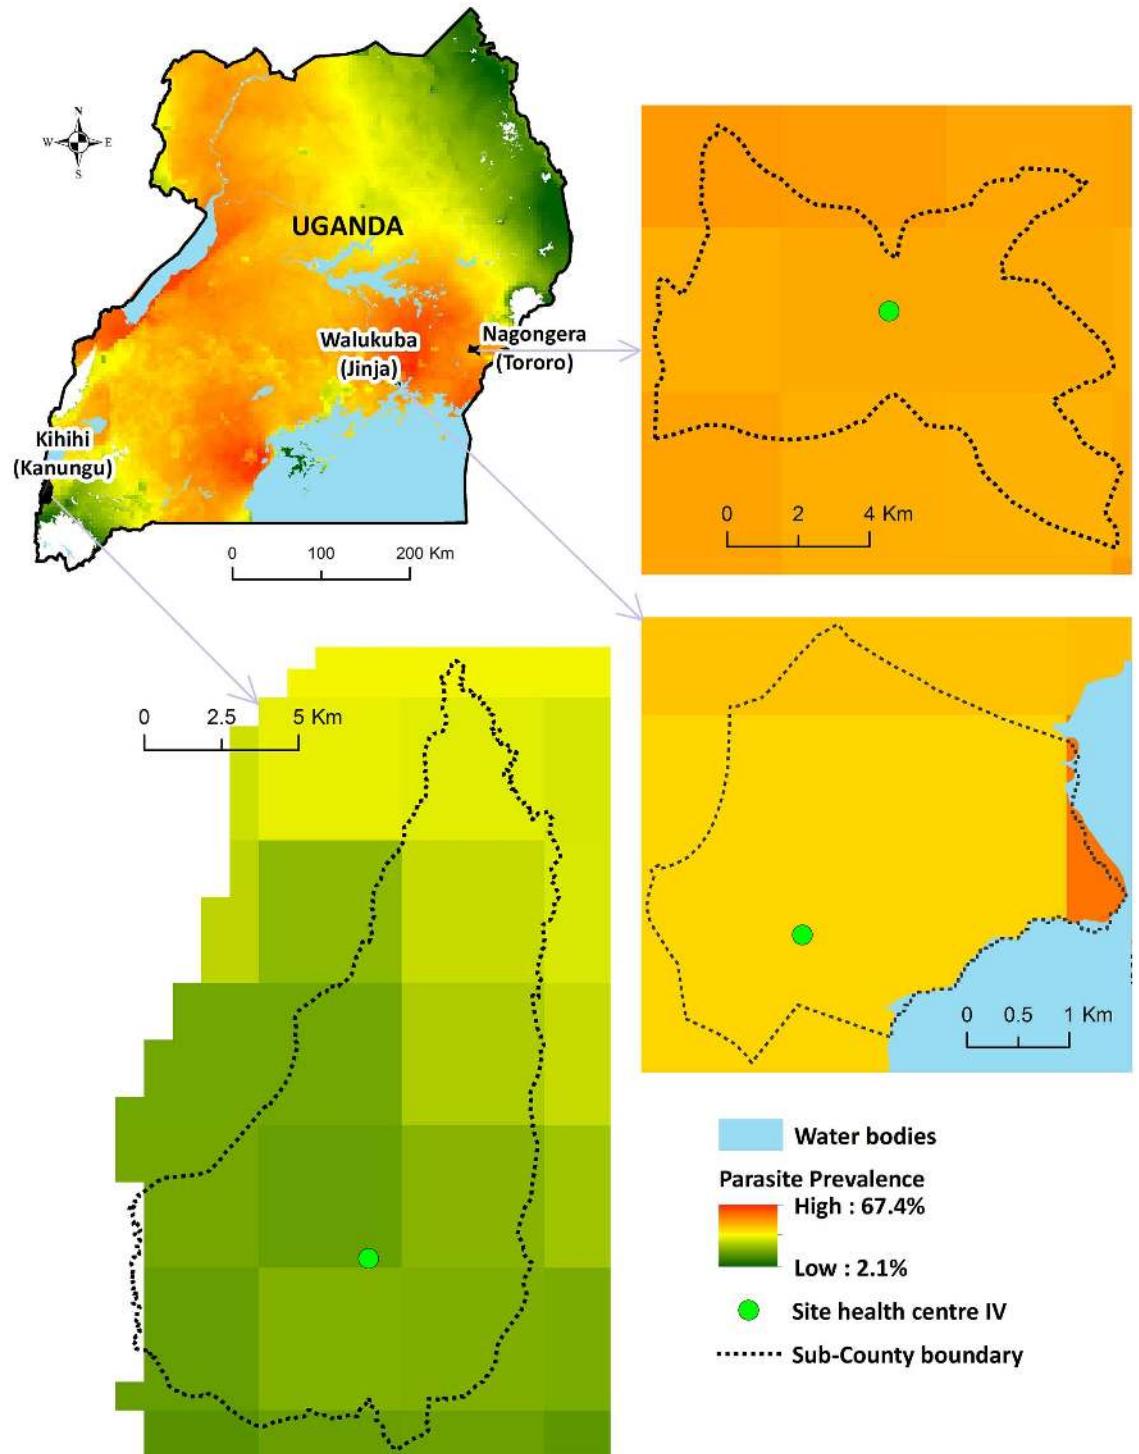 N
W E
S
UGANDA
Walukuba
(Jinja)
Nagongera
(Tororo)
Kihihi
(Kanungu)
0 100 200 Km
0 2 4 Km
0 2.5 5 Km
0 0.5 1 Km
Water bodies
Parasite Prevalence
High : 67.4%
Low : 2.1%
Site health centre IV
Sub-County boundary